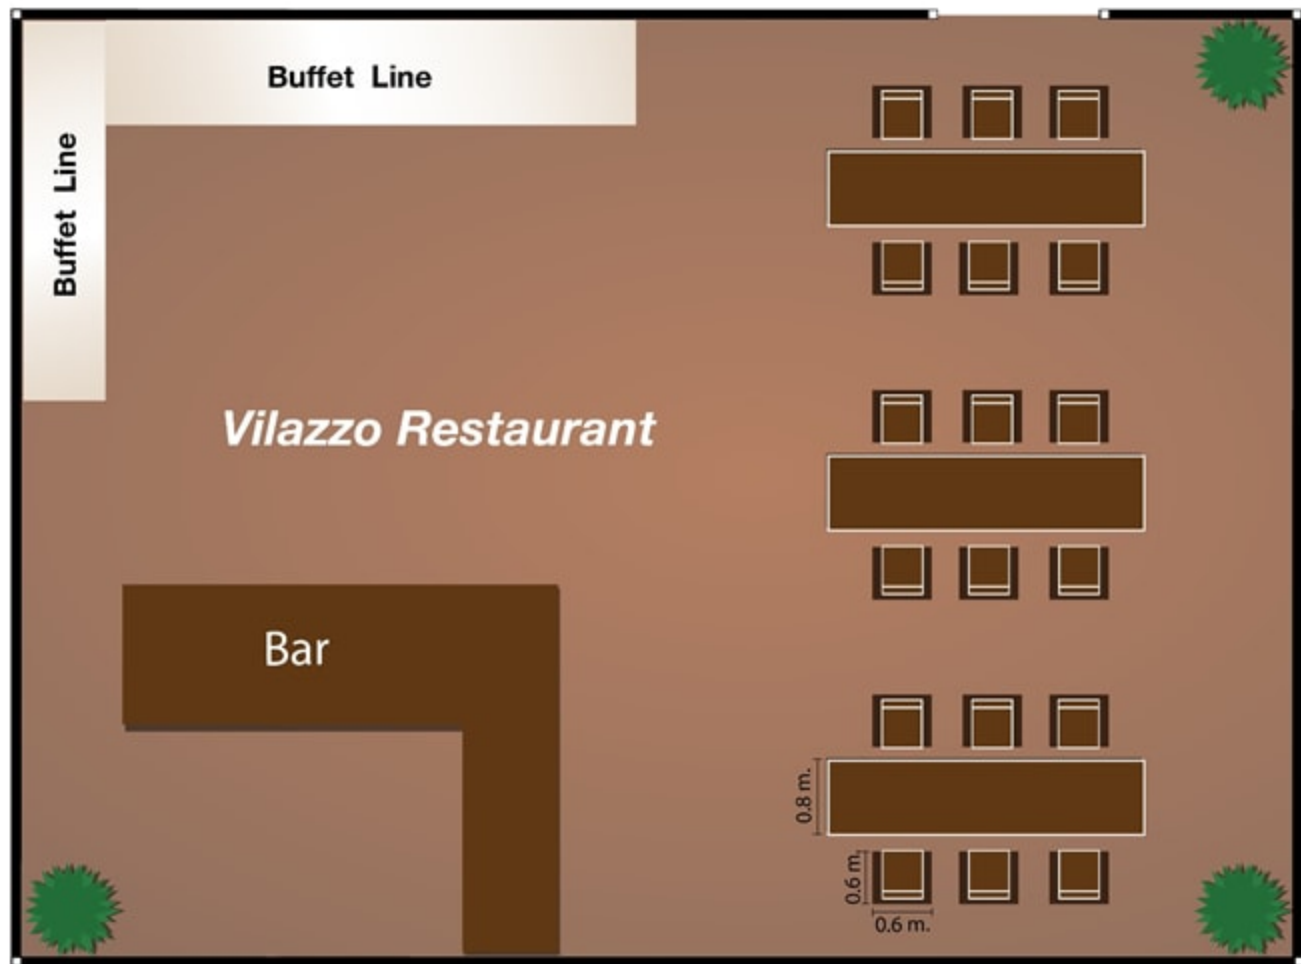 Buffet Line
Buffet Line
Vilazzo Restaurant
Bar
0.8 m.
0.6 m.
0.6 m.